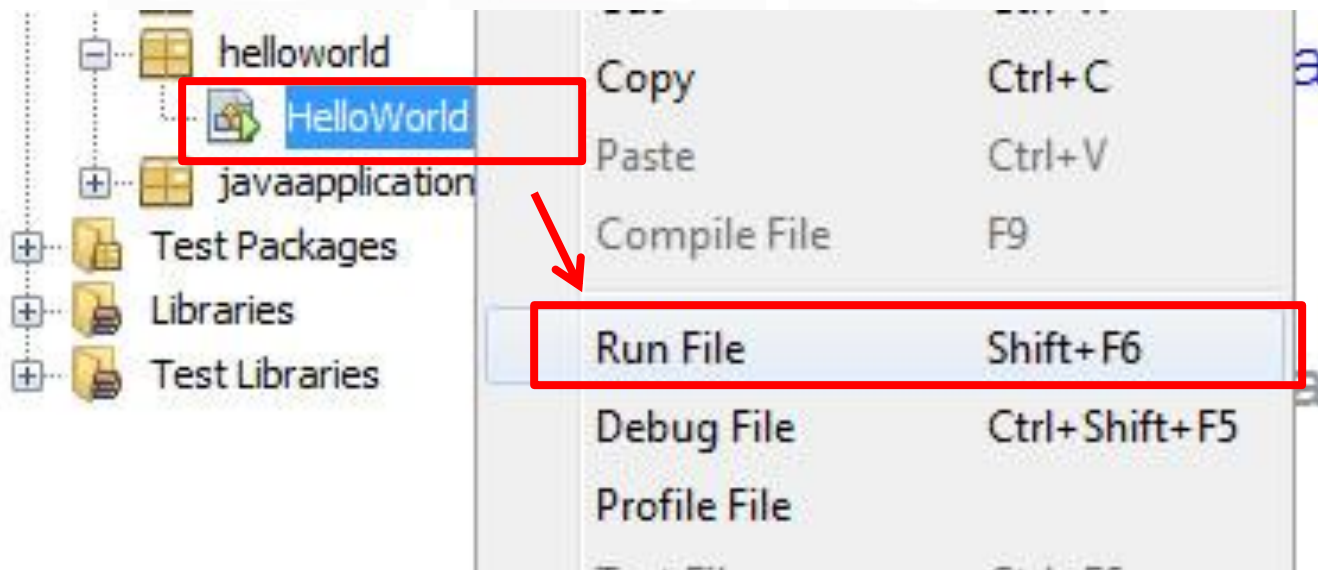 helloworld
HelloWorld
javaapplication
Test Packages
Libraries
Test Libraries
Copy Ctrl+C
Paste Ctrl+V
Compile File F9
Run File Shift+F6
Debug File Ctrl+Shift+F5
Profile File